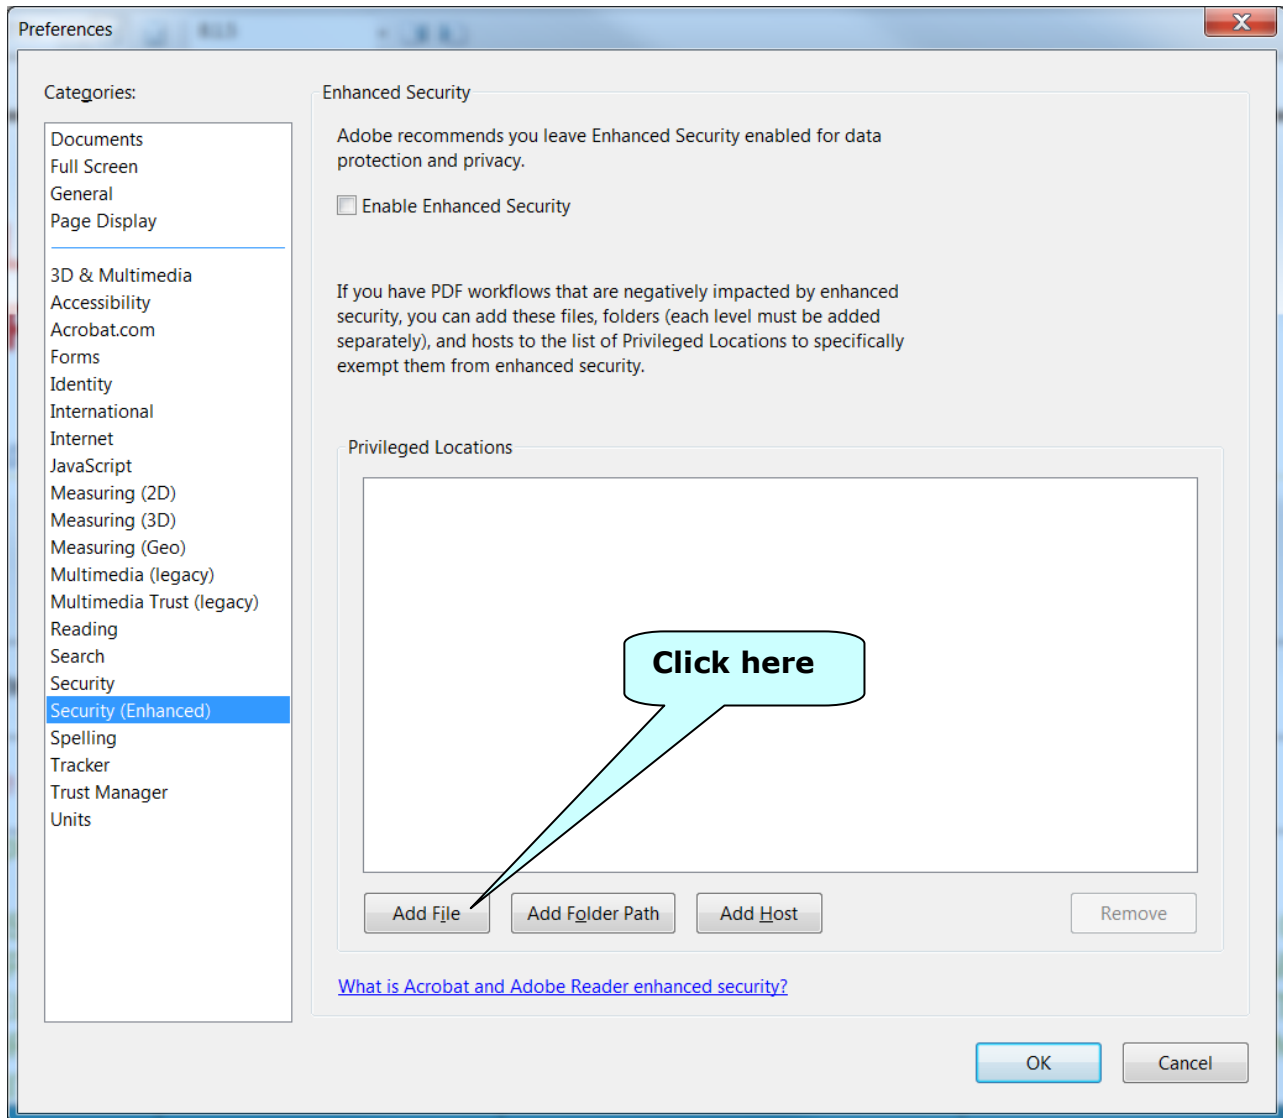 Preferences
Categories:
Documents
Full Screen
General
Page Display
3D & Multimedia
Accessibility
Acrobat.com
Forms
Identity
International
Internet
JavaScript
Measuring (2D)
Measuring (3D)
Measuring (Geo)
Multimedia (legacy)
Multimedia Trust (legacy)
Reading
Search
Security
Security (Enhanced)
Spelling
Tracker
Trust Manager
Units
Enhanced Security
Adobe recommends you leave Enhanced Security enabled for data
protection and privacy.
Enable Enhanced Security
If you have PDF workflows that are negatively impacted by enhanced
security, you can add these files, folders (each level must be added
separately), and hosts to the list of Privileged Locations to specifically
exempt them from enhanced security.
Privileged Locations
Click here
Add File Add Folder Path Add Host Remove
What is Acrobat and Adobe Reader enhanced security?
OK Cancel